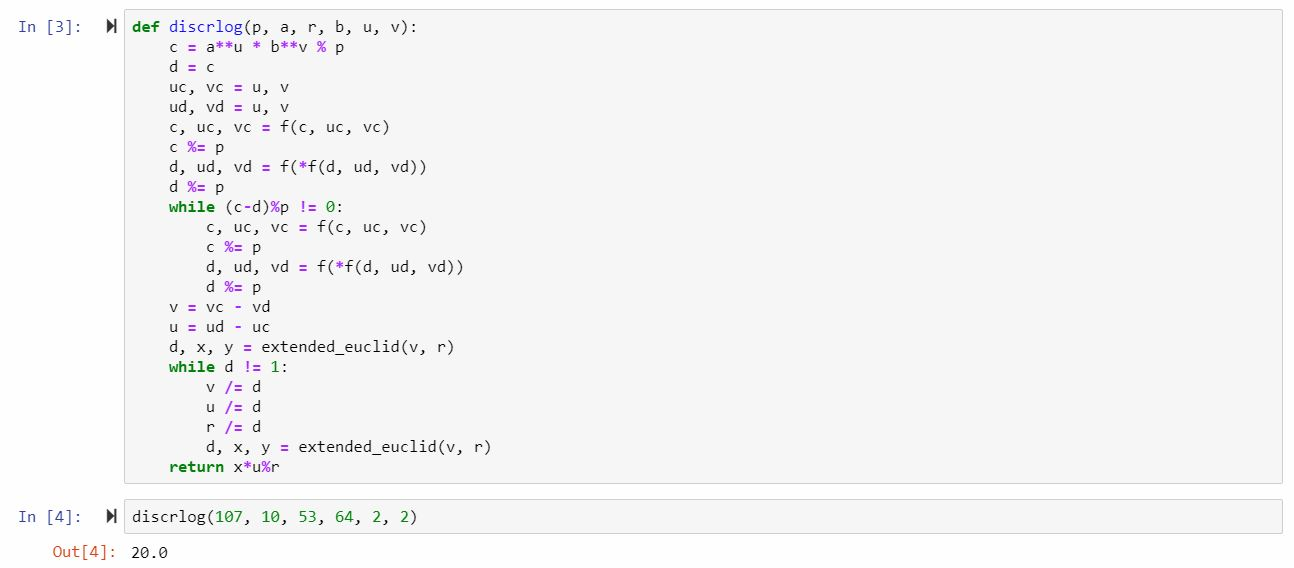 In [3]: def discrlog(p, a, r, b, u, v):
    c = a**u * b**v % p
    d = c
    uc, vc = u, v
    ud, vd = u, v
    c, uc, vc = f(c, uc, vc)
    c %= p
    d, ud, vd = f(*f(d, ud, vd))
    d %= p
    while (c-d)%p != 0:
        c, uc, vc = f(c, uc, vc)
        c %= p
        d, ud, vd = f(*f(d, ud, vd))
        d %= p
    v = vc - vd
    u = ud - uc
    d, x, y = extended_euclid(v, r)
    while d != 1:
        v /= d
        u /= d
        r /= d
        d, x, y = extended_euclid(v, r)
    return x*u%r
In [4]: discrlog(107, 10, 53, 64, 2, 2)
Out[4]: 20.0